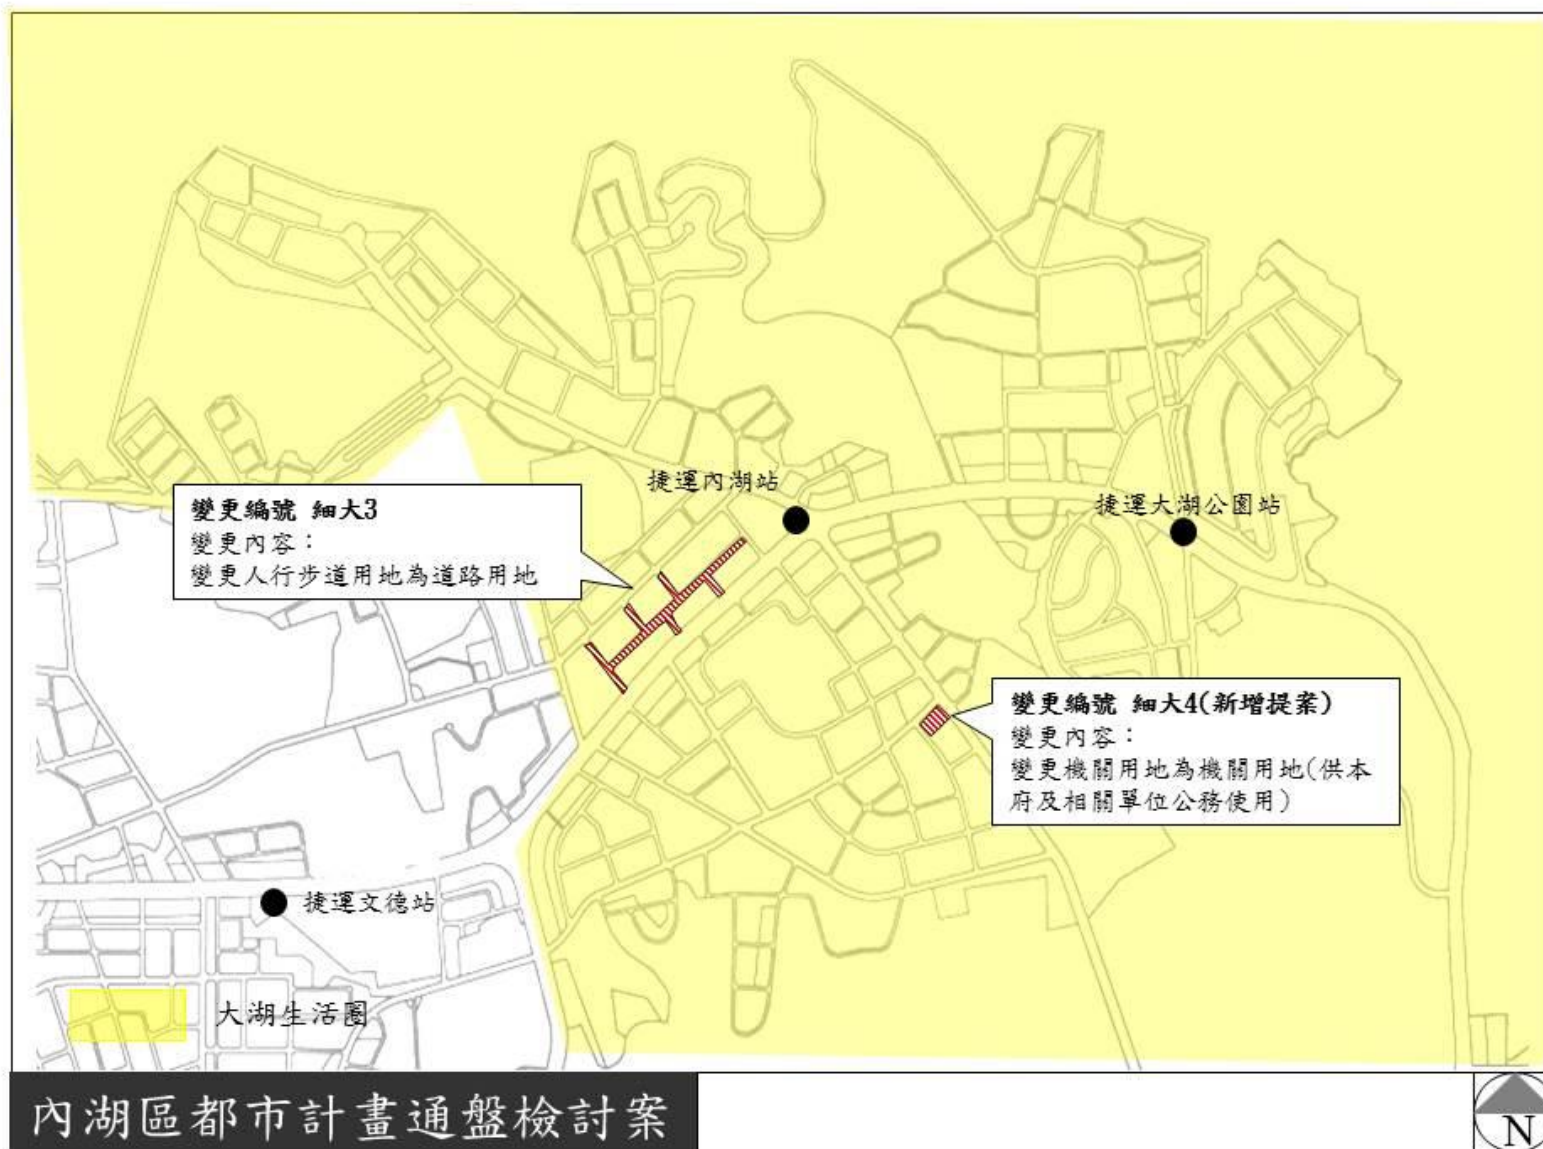 捷運內湖站
捷運大湖公園站
變更編號 細大3
變更內容：
變更人行步道用地為道路用地
變更編號 細大4(新增提案)
變更內容：
變更機關用地為機關用地(供本
府及相關單位公務使用)
捷運文德站
大湖生活圈
內湖區都市計畫通盤檢討案
N